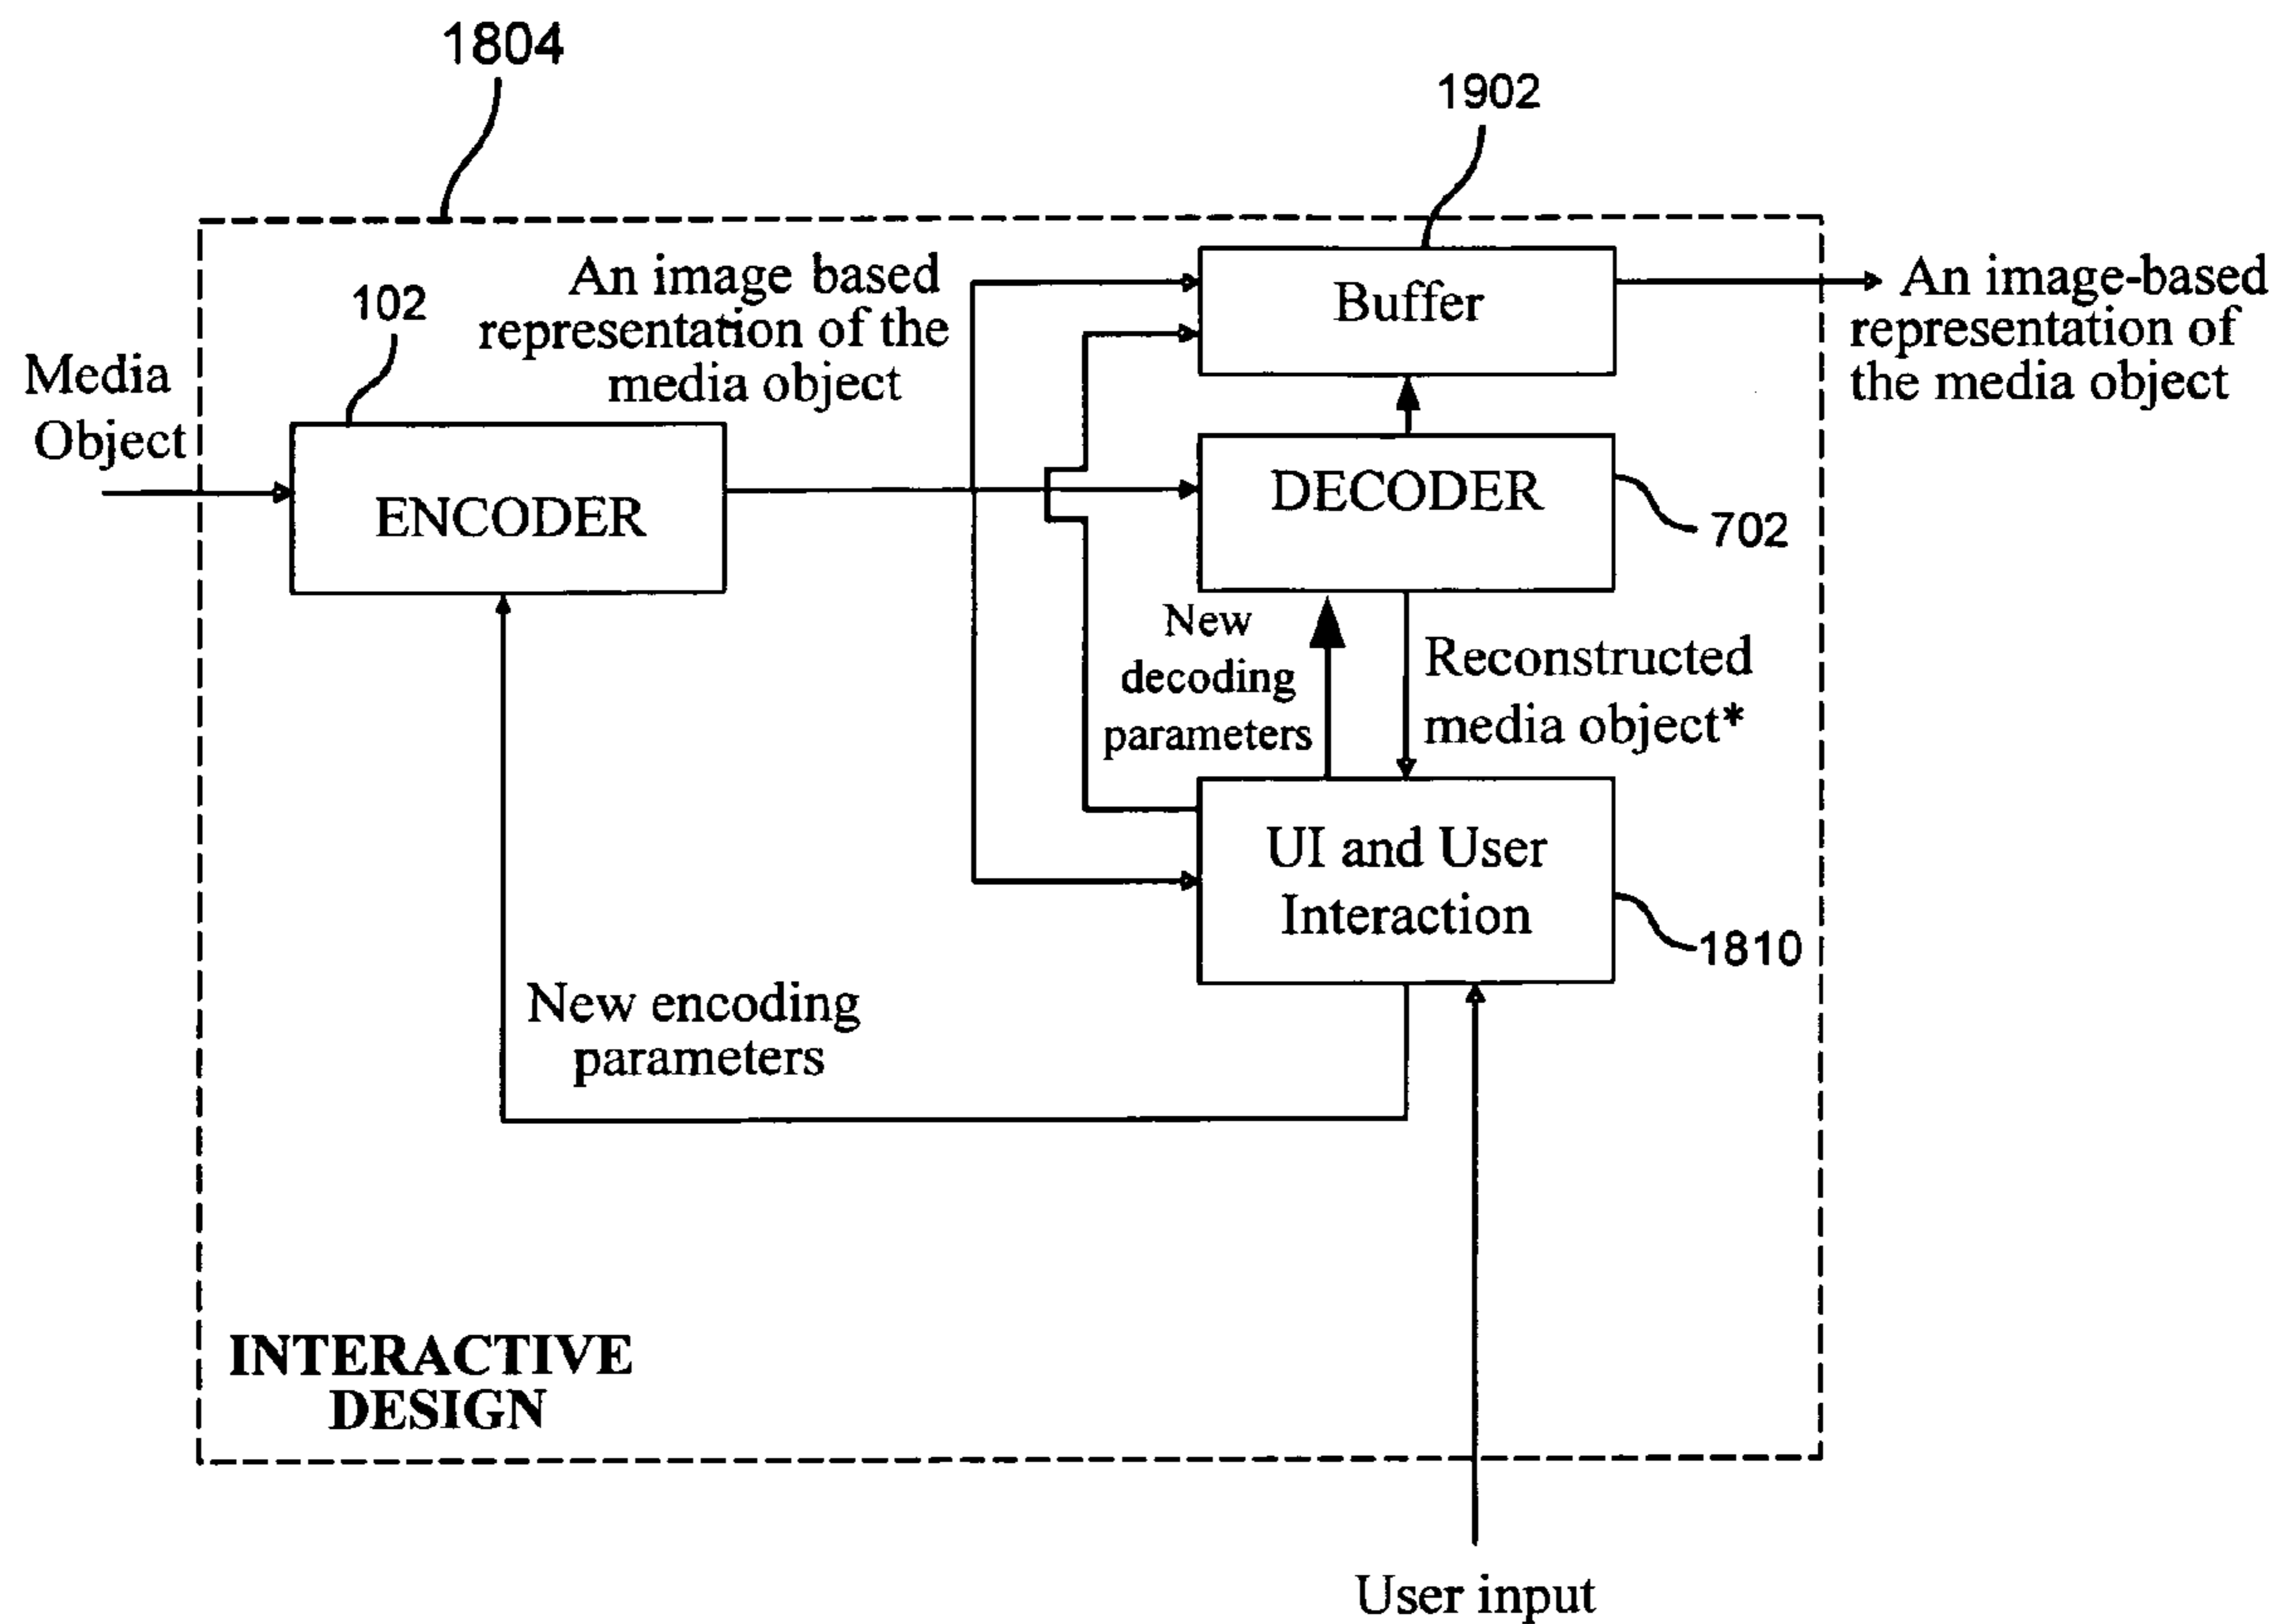 1804
1902
An image based
representation of the
media object
102
Buffer
An image-based
representation of
the media object
Media
Object
ENCODER
DECODER
702
New
decoding
parameters
Reconstructed
media object*
UI and User
Interaction
1810
New encoding
parameters
INTERACTIVE
DESIGN
User input